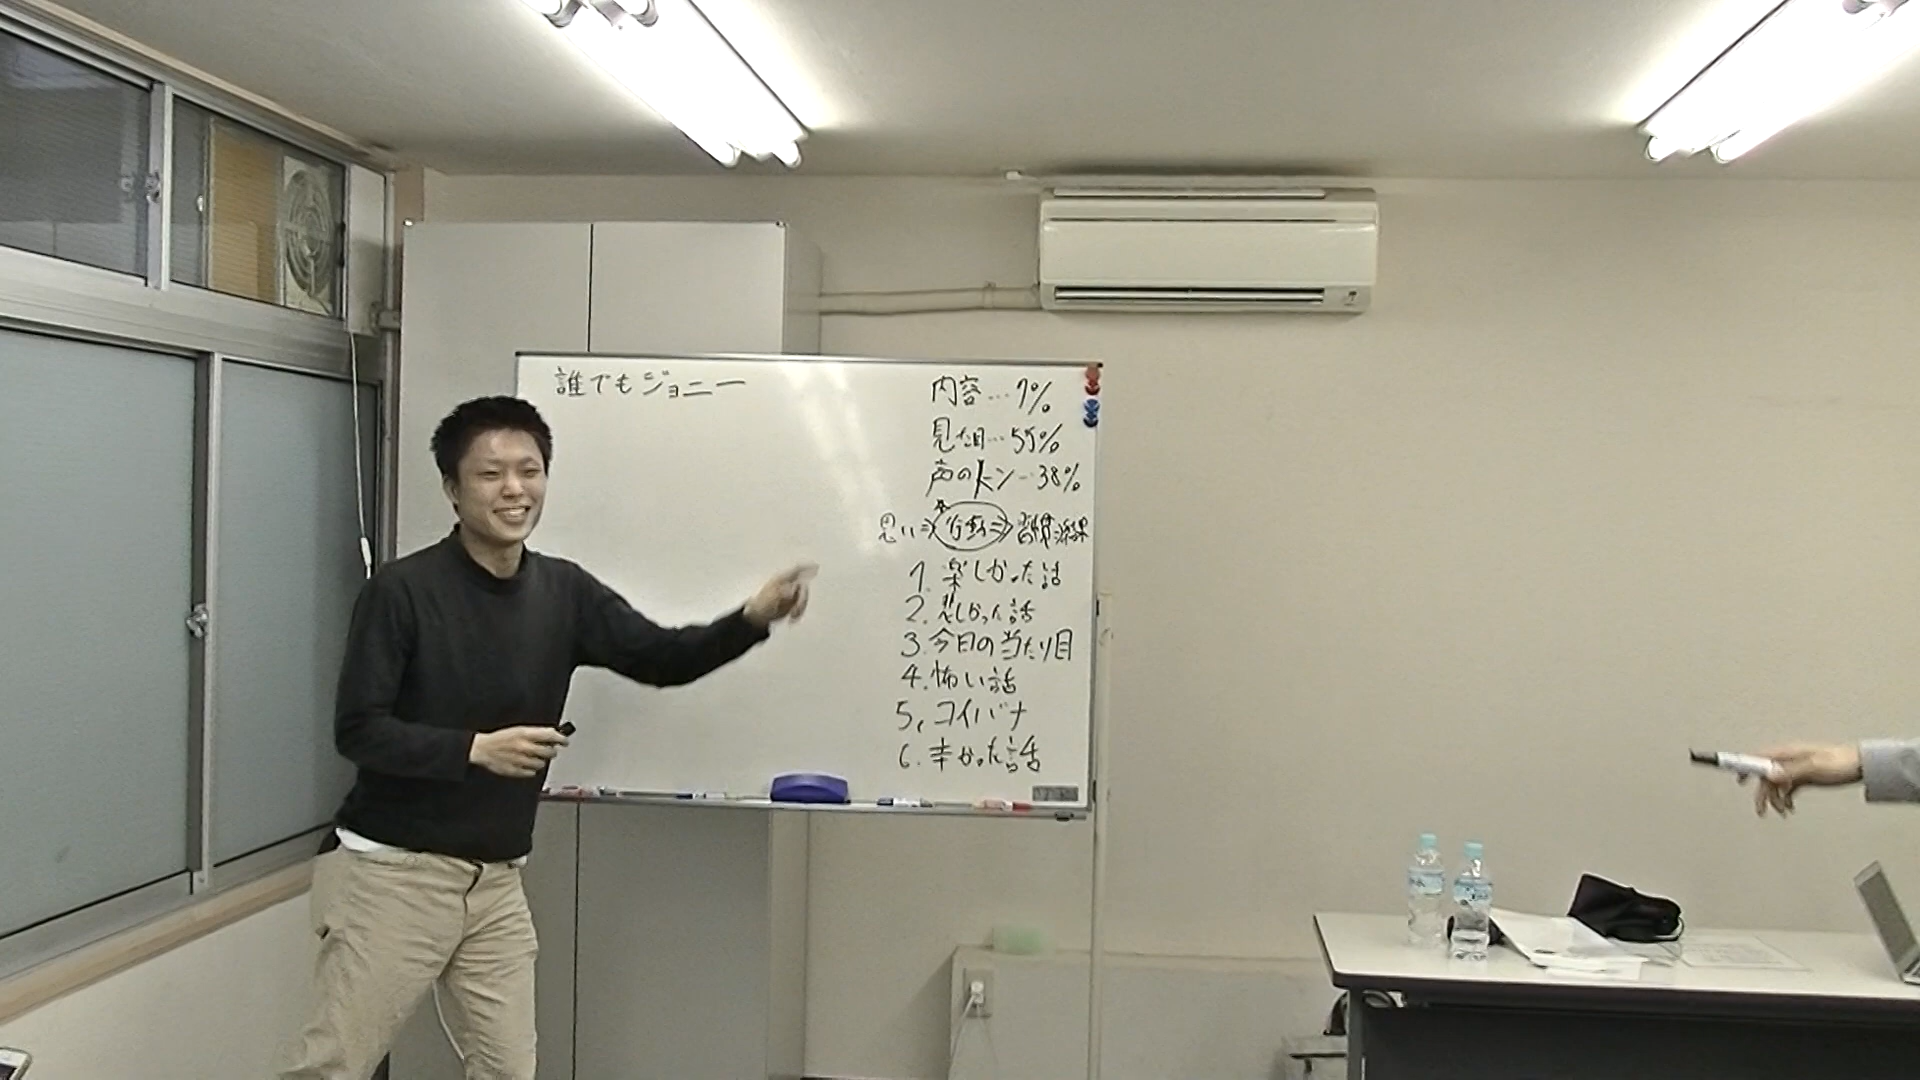 誰でもジョニー
内容…7%
見た目…55%
声のトン…38%
思い⇒行動⇒習慣
1. 楽しかった話
2. 悲しかった話
3. 今日の当たり目
4. 怖い話
5, コイバナ
6. 辛かった話